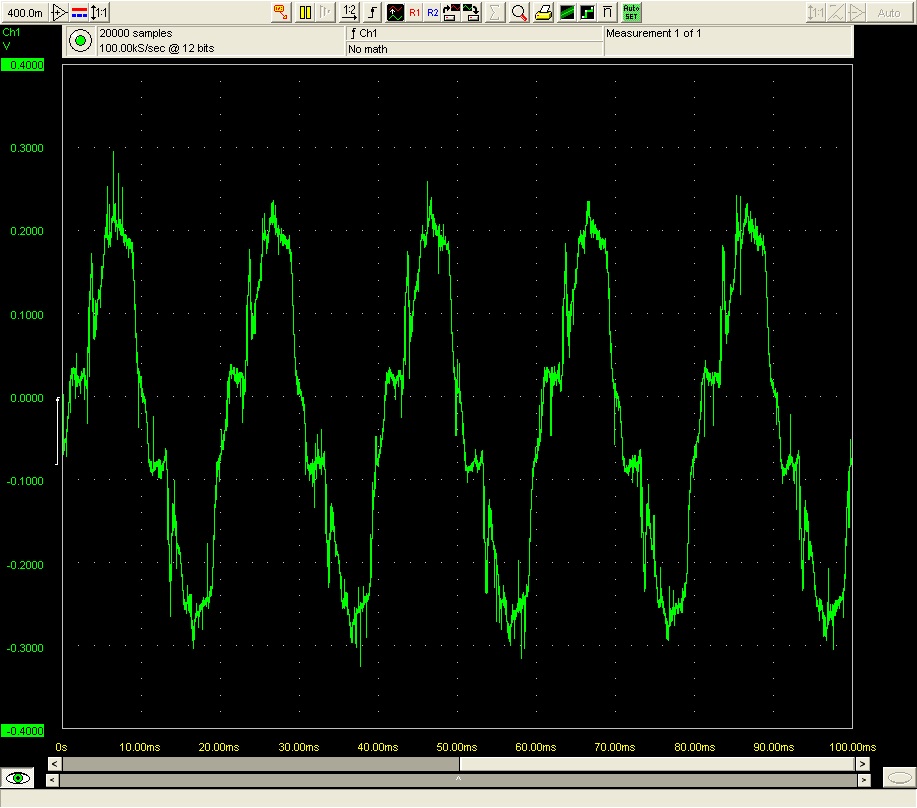 400.0m 1:1 1:2 R1 R2 Auto SET 1:1 Auto
Ch1
V
20000 samples
100.00kS/sec @ 12 bits
ƒ Ch1
No math
Measurement 1 of 1
0.4000
0.3000
0.2000
0.1000
0.0000
-0.1000
-0.2000
-0.3000
-0.4000
0s 10.00ms 20.00ms 30.00ms 40.00ms 50.00ms 60.00ms 70.00ms 80.00ms 90.00ms 100.00ms